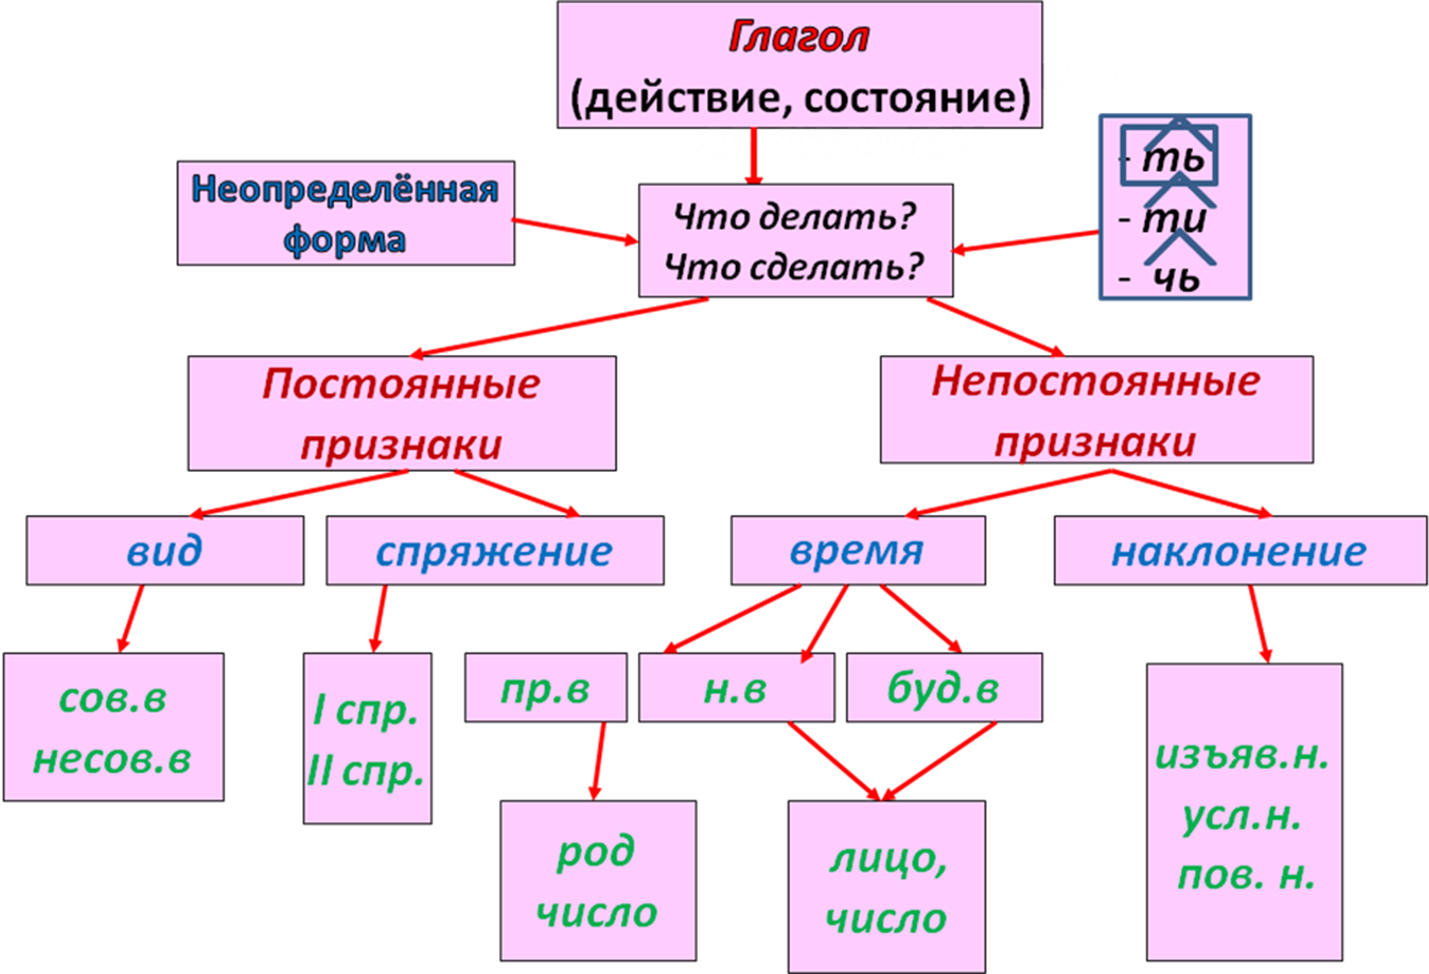 Глагол
(действие, состояние)
Неопределённая
форма
Что делать?
Что сделать?
- ть
- ти
- чь
Постоянные
признаки
Непостоянные
признаки
вид
спряжение
время
наклонение
сов.в
несов.в
I спр.
II спр.
пр.в
н.в
буд.в
изъяв.н.
усл.н.
пов. н.
род
число
лицо,
число